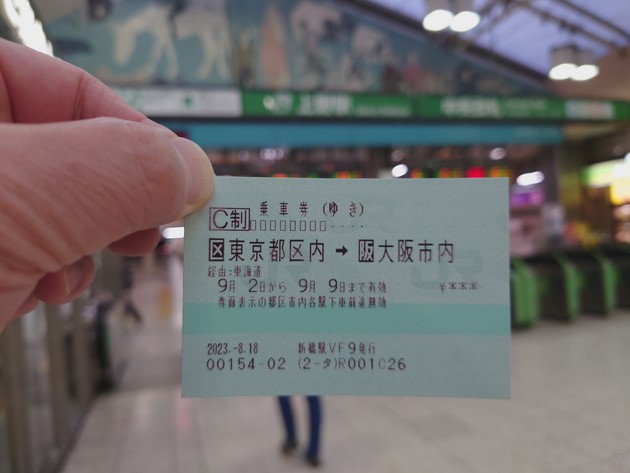 上野駅
C制
乗車券(ゆき)
区東京都区内 → 阪大阪市内
経由:東海道
9月 2日から 9月 9日まで有効 ¥***
券面表示の都区市内各駅下車前途無効
2023.-8.18 新橋駅VF9発行
00154-02 (2-タ)R001C26